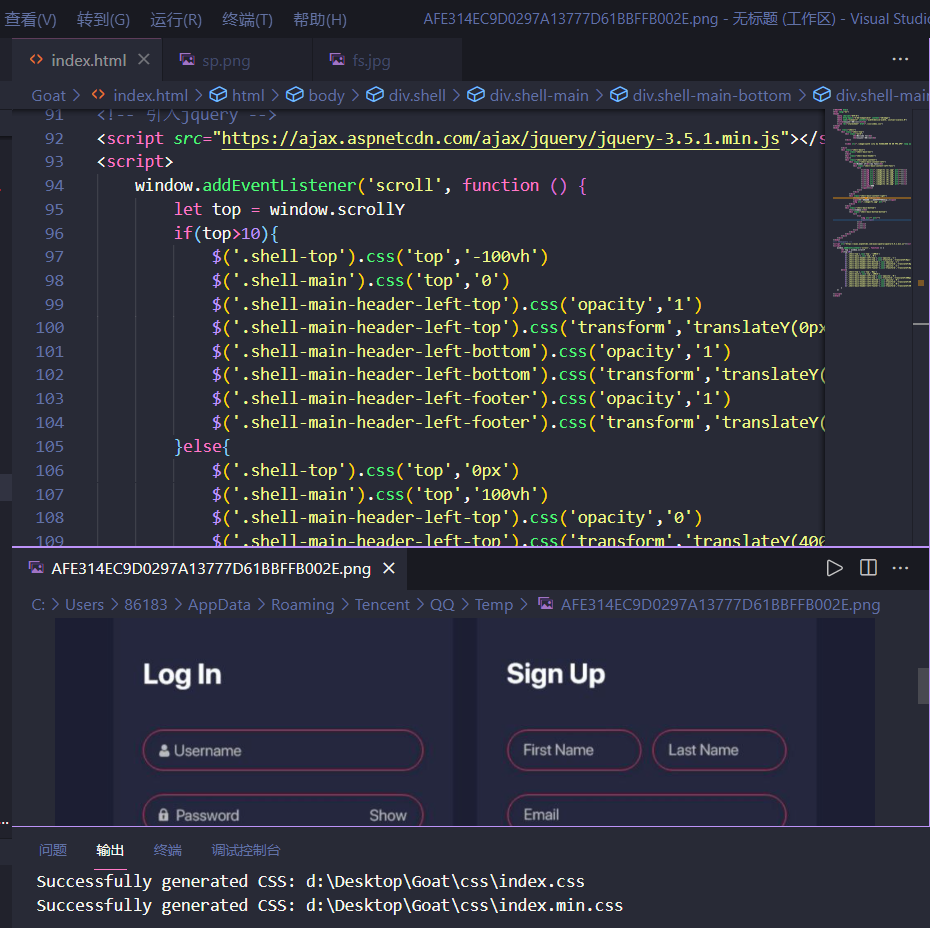 查看(V) 转到(G) 运行(R) 终端(T) 帮助(H) AFE314EC9D0297A13777D61BBFFB002E.png - 无标题 (工作区) - Visual Studio
index.html sp.png fs.jpg
Goat > index.html > html > body > div.shell > div.shell-main > div.shell-main-bottom > div.shell-mai
91 <!-- 引入jquery -->
92 <script src="https://ajax.aspnetcdn.com/ajax/jquery/jquery-3.5.1.min.js"></s
93 <script>
94 window.addEventListener('scroll', function () {
95 let top = window.scrollY
96 if(top>10){
97 $('.shell-top').css('top','-100vh')
98 $('.shell-main').css('top','0')
99 $('.shell-main-header-left-top').css('opacity','1')
100 $('.shell-main-header-left-top').css('transform','translateY(0px
101 $('.shell-main-header-left-bottom').css('opacity','1')
102 $('.shell-main-header-left-bottom').css('transform','translateY(
103 $('.shell-main-header-left-footer').css('opacity','1')
104 $('.shell-main-header-left-footer').css('transform','translateY(
105 }else{
106 $('.shell-top').css('top','0px')
107 $('.shell-main').css('top','100vh')
108 $('.shell-main-header-left-top').css('opacity','0')
109 $('.shell-main-header-left-top').css('transform','translateY(400
AFE314EC9D0297A13777D61BBFFB002E.png
C: > Users > 86183 > AppData > Roaming > Tencent > QQ > Temp > AFE314EC9D0297A13777D61BBFFB002E.png
Log In Sign Up
Username First Name Last Name
Password Show Email
问题 输出 终端 调试控制台
Successfully generated CSS: d:\Desktop\Goat\css\index.css
Successfully generated CSS: d:\Desktop\Goat\css\index.min.css